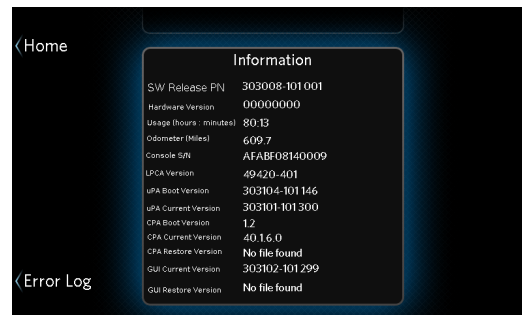 Home
Information
SW Release PN 303008-101 001
Hardware Version 00000000
Usage (hours : minutes) 80:13
Odometer (Miles) 609.7
Console S/N AFABF08140009
LPCA Version 49420-401
uPA Boot Version 303104-101 146
uPA Current Version 303101-101 300
CPA Boot Version 1.2
CPA Current Version 40.1.6.0
CPA Restore Version No file found
GUI Current Version 303102-101 299
GUI Restore Version No file found
Error Log